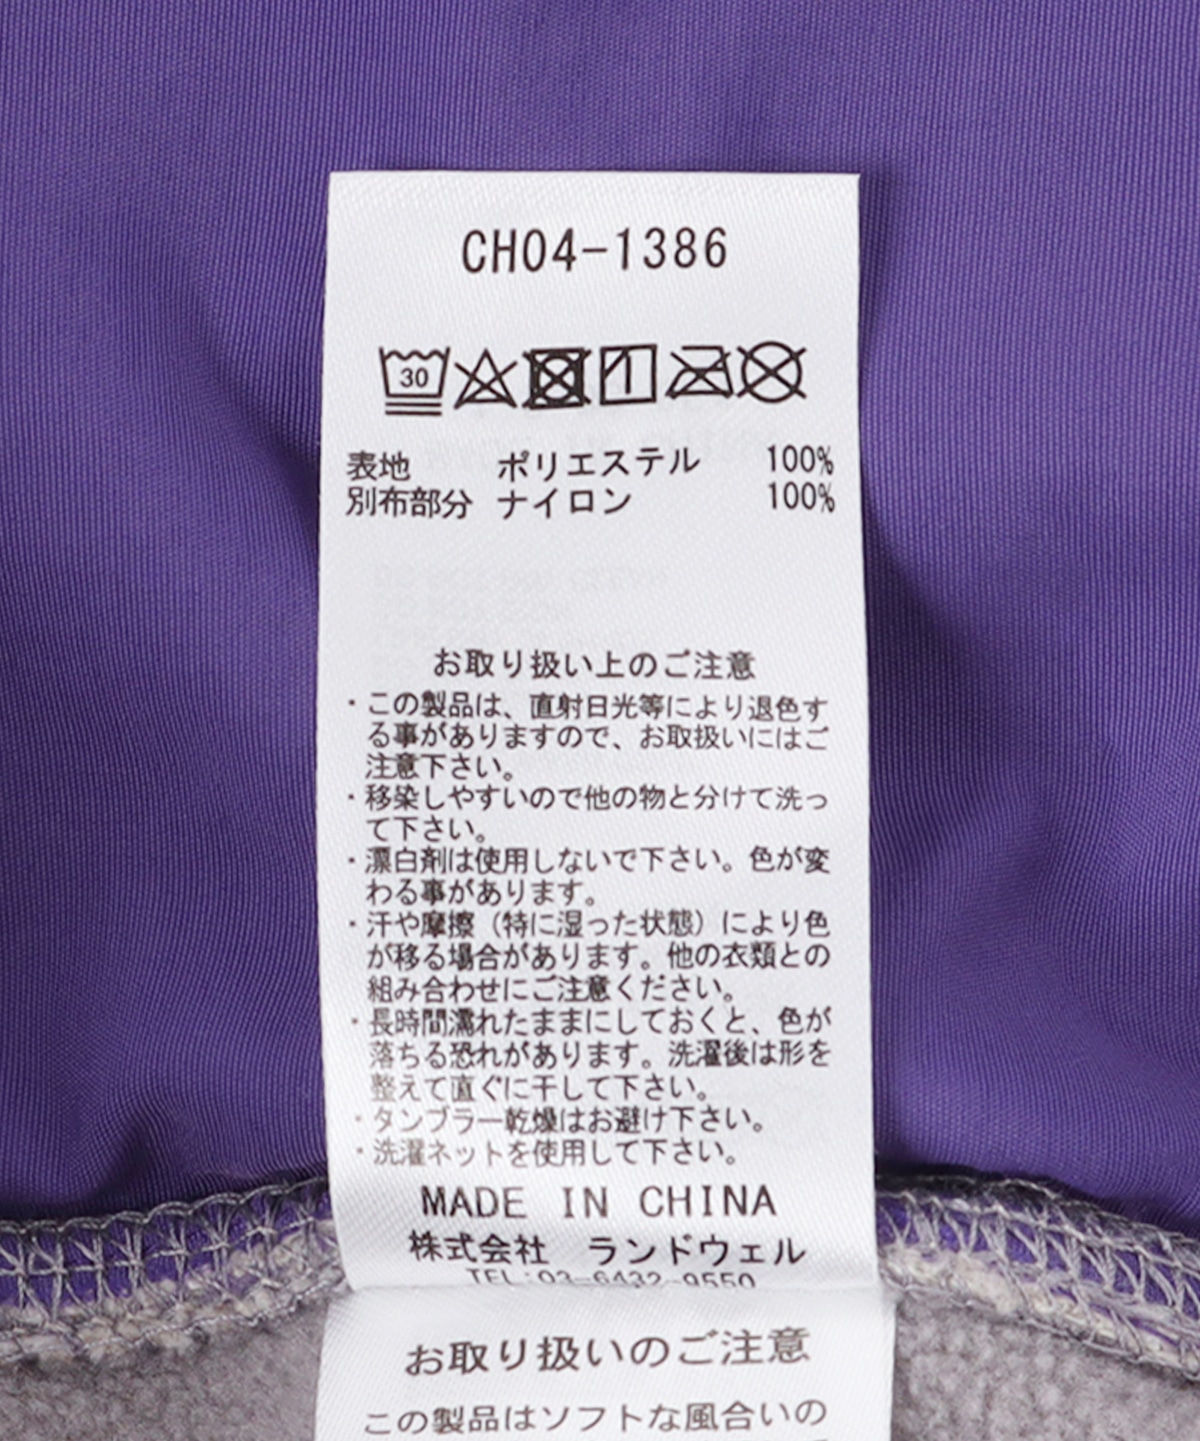 CH04-1386
30
表地 ポリエステル 100%
別布部分 ナイロン 100%
お取り扱い上のご注意
・この製品は、直射日光等により退色す
る事がありますので、お取扱いにはご
注意下さい。
・移染しやすいので他の物と分けて洗っ
て下さい。
・漂白剤は使用しないで下さい。色が変
わる事があります。
・汗や摩擦（特に湿った状態）により色
が移る場合があります。他の衣類との
組み合わせにご注意ください。
・長時間濡れたままにしておくと、色が
落ちる恐れがあります。洗濯後は形を
整えて直ぐに干して下さい。
・タンブラー乾燥はお避け下さい。
・洗濯ネットを使用して下さい。
MADE IN CHINA
株式会社 ランドウェル
TEL:03-6432-9550
お取り扱いのご注意
この製品はソフトな風合いの